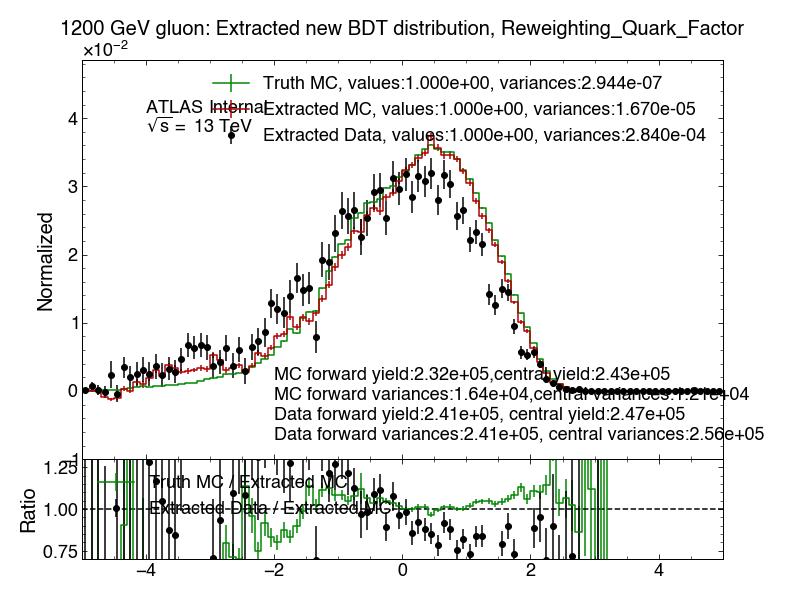 1200 GeV gluon: Extracted new BDT distribution, Reweighting_Quark_Factor
×10⁻²
Truth MC, values:1.000e+00, variances:2.944e-07
ATLAS Internal
Extracted MC, values:1.000e+00, variances:1.670e-05
√s = 13 TeV
Extracted Data, values:1.000e+00, variances:2.840e-04
Normalized
4
3
2
1
0
MC forward yield:2.32e+05,central yield:2.43e+05
MC forward variances:1.64e+04,central variances:1.21e+04
Data forward yield:2.41e+05, central yield:2.47e+05
Data forward variances:2.41e+05, central variances:2.56e+05
Ratio
1.25
1.00
0.75
Truth MC / Extracted MC
Extracted Data / Extracted MC
−4 −2 0 2 4